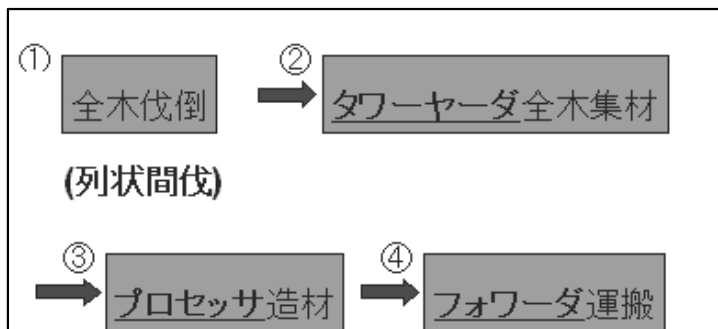 ① 全木伐倒 ② タワーヤーダ全木集材
(列状間伐)
③ プロセッサ造材 ④ フォワーダ運搬